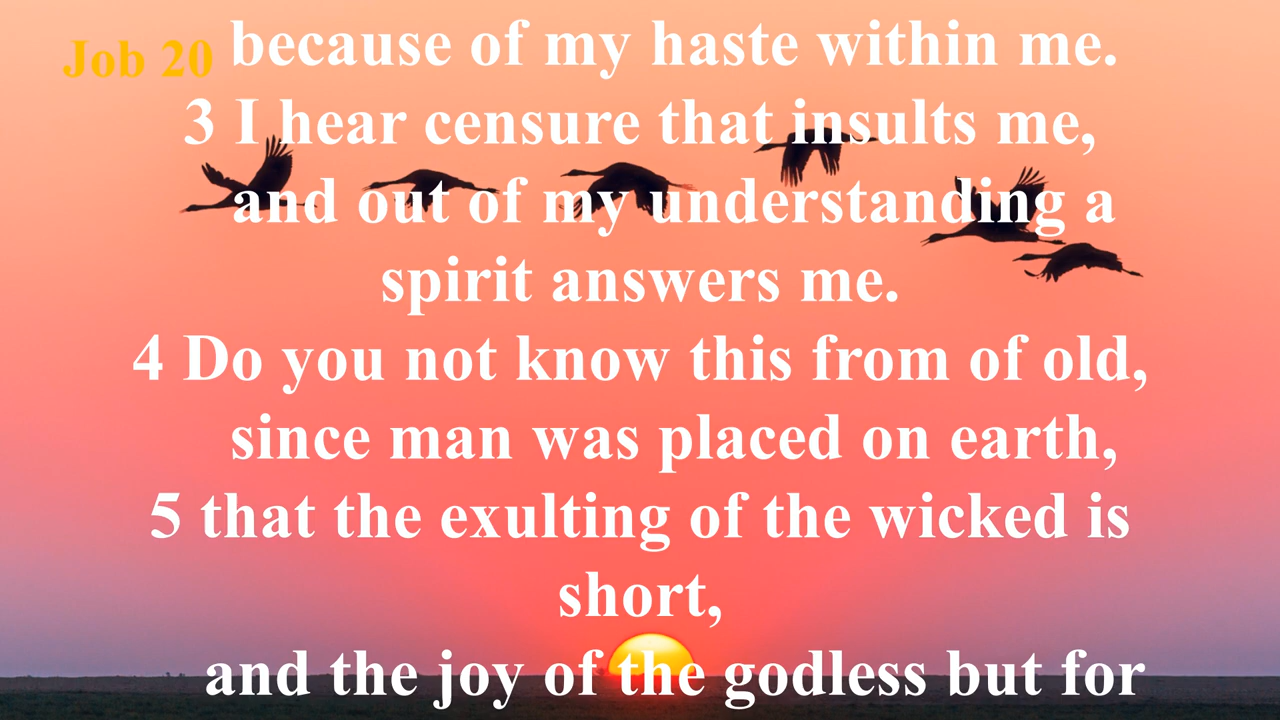 Job 20
because of my haste within me.
3 I hear censure that insults me,
and out of my understanding a
spirit answers me.
4 Do you not know this from of old,
since man was placed on earth,
5 that the exulting of the wicked is
short,
and the joy of the godless but for